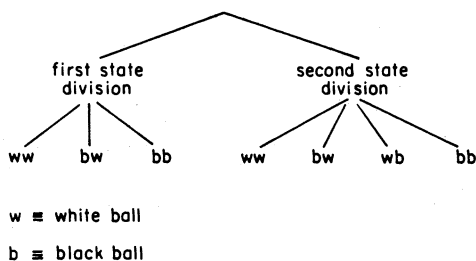 first state second state
division division
ww bw bb ww bw wb bb
w ≡ white ball
b ≡ black ball